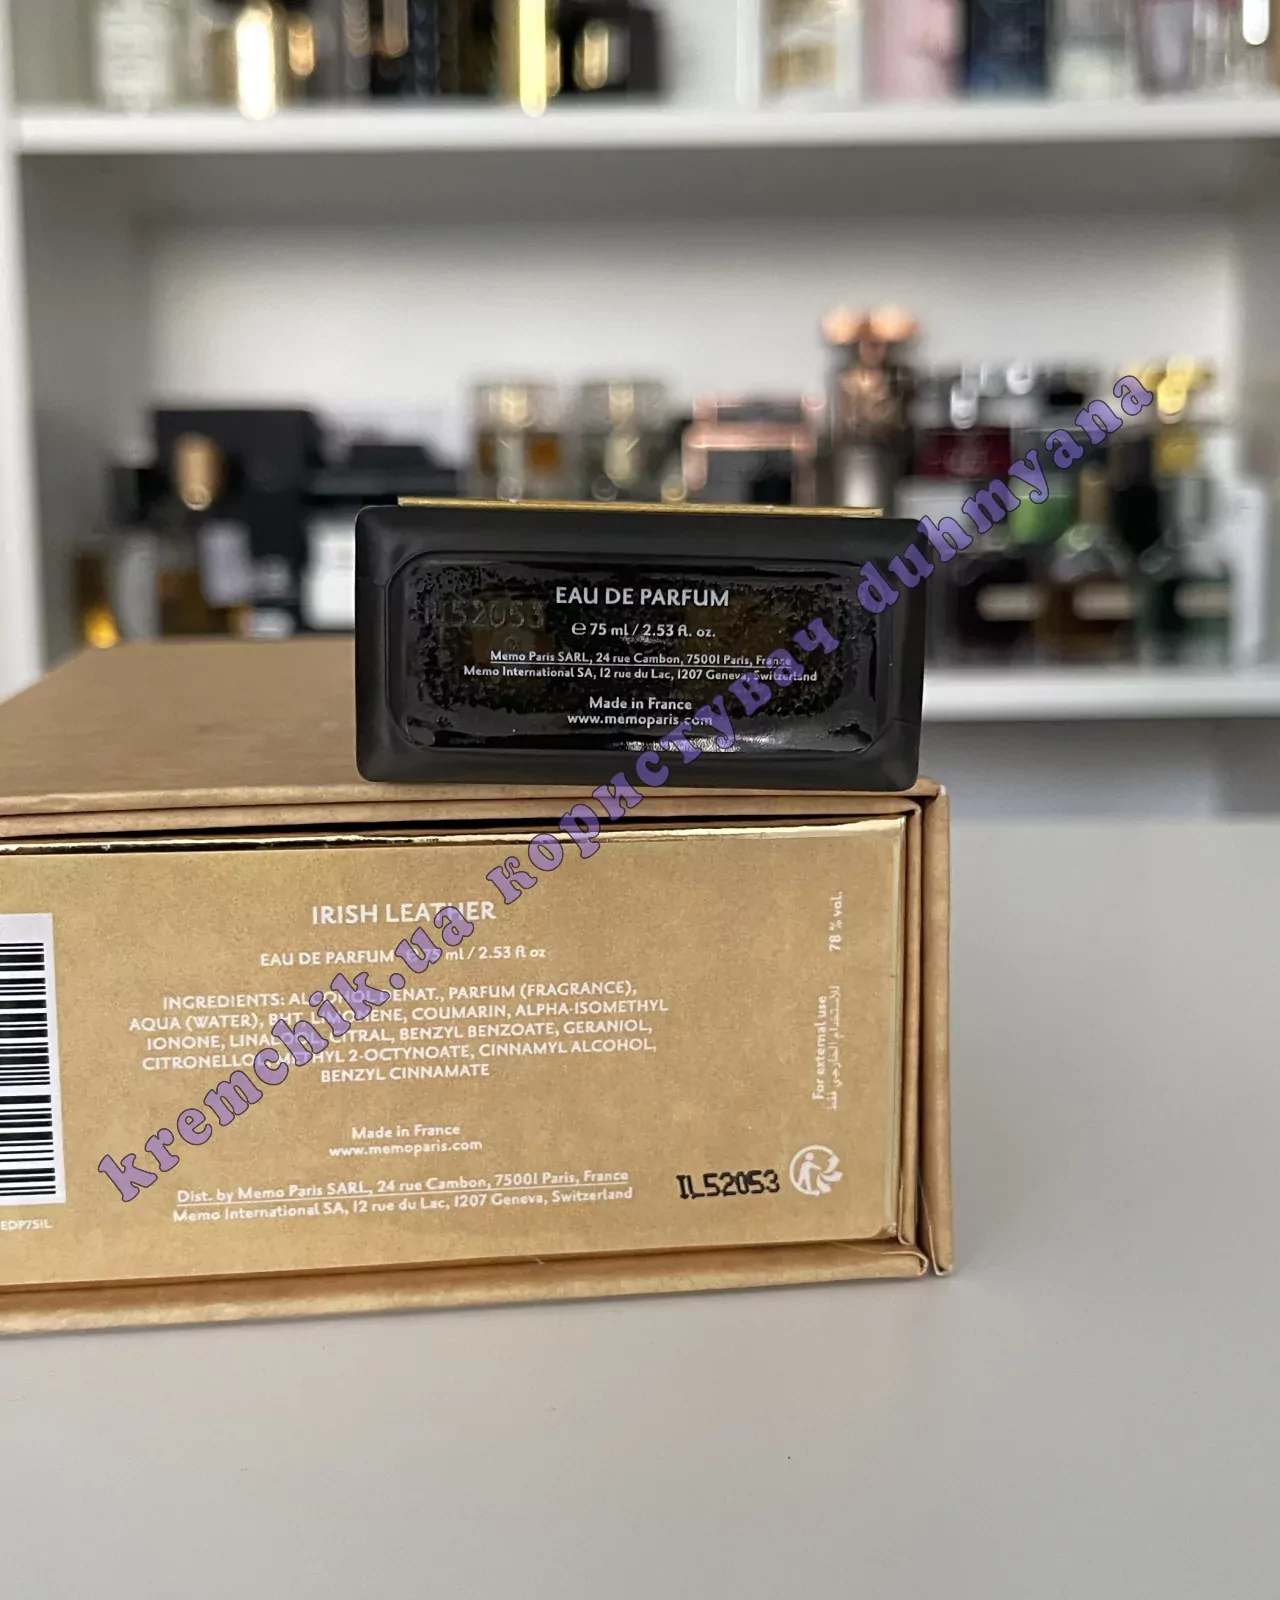 IL52053
EAU DE PARFUM
℮ 75 ml / 2.53 fl. oz.
Memo Paris SARL, 24 rue Cambon, 75001 Paris, France
Memo International SA, 12 rue du Lac, 1207 Geneva, Switzerland
Made in France
www.memoparis.com
IRISH LEATHER
EAU DE PARFUM ℮ 75 ml / 2.53 fl oz
INGREDIENTS: ALCOHOL DENAT., PARFUM (FRAGRANCE),
AQUA (WATER), BHT, LIMONENE, COUMARIN, ALPHA-ISOMETHYL
IONONE, LINALOOL, CITRAL, BENZYL BENZOATE, GERANIOL,
CITRONELLOL, METHYL 2-OCTYNOATE, CINNAMYL ALCOHOL,
BENZYL CINNAMATE
Made in France
www.memoparis.com
Dist. by Memo Paris SARL, 24 rue Cambon, 75001 Paris, France
Memo International SA, 12 rue du Lac, 1207 Geneva, Switzerland
IL52053
78 % vol.
For external use
للاستخدام الخارجي فقط
EDP75IL
kremchik.ua користувач duhmyana